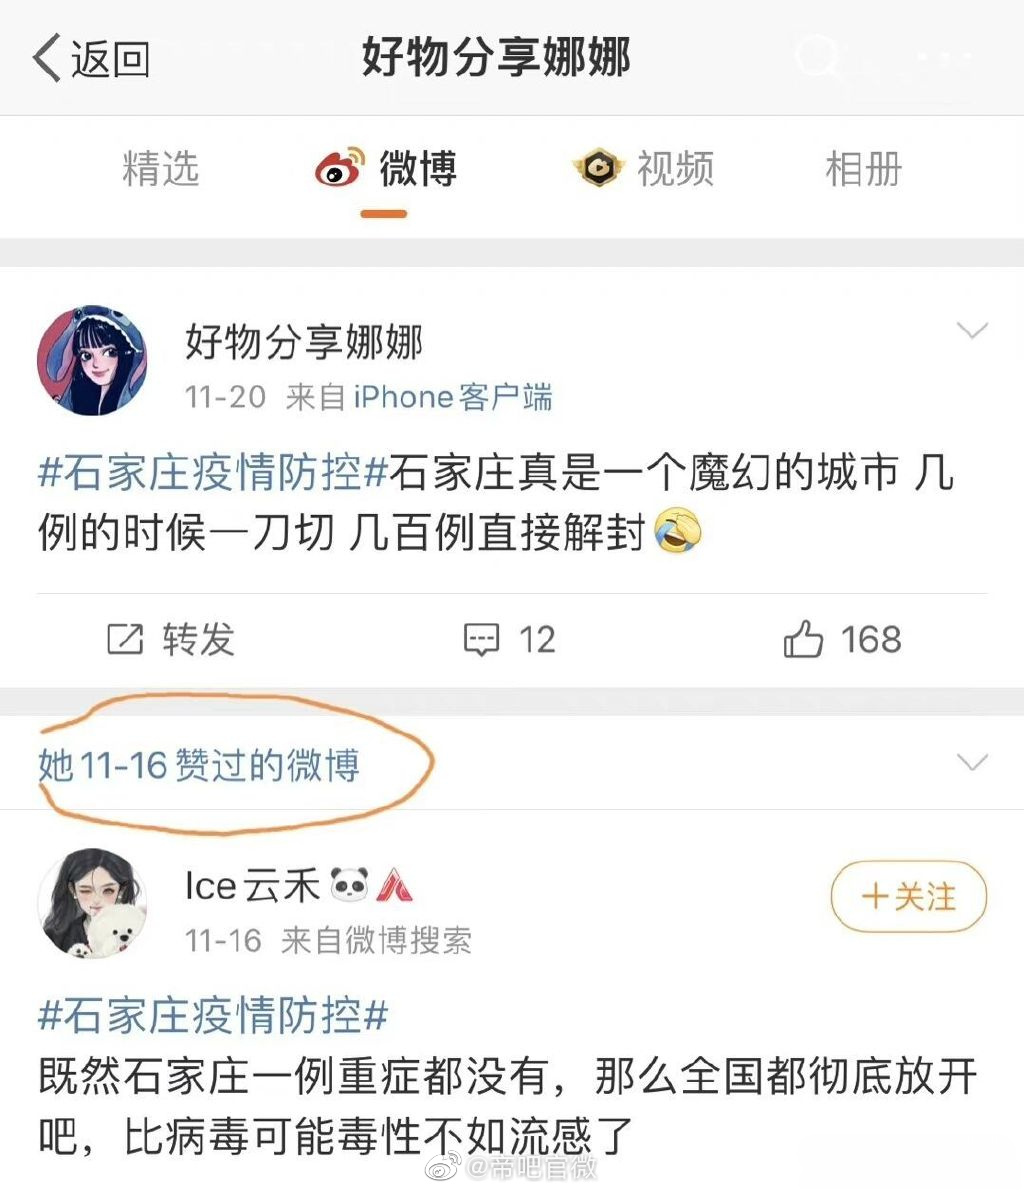 返回
好物分享娜娜
精选
微博
视频
相册
好物分享娜娜
11-20 来自 iPhone客户端
#石家庄疫情防控#石家庄真是一个魔幻的城市 几
例的时候一刀切 几百例直接解封
转发
12
168
她11-16赞过的微博
Ice云禾
11-16 来自微博搜索
+关注
#石家庄疫情防控#
既然石家庄一例重症都没有，那么全国都彻底放开
吧，比病毒可能毒性不如流感了
@帝吧官微